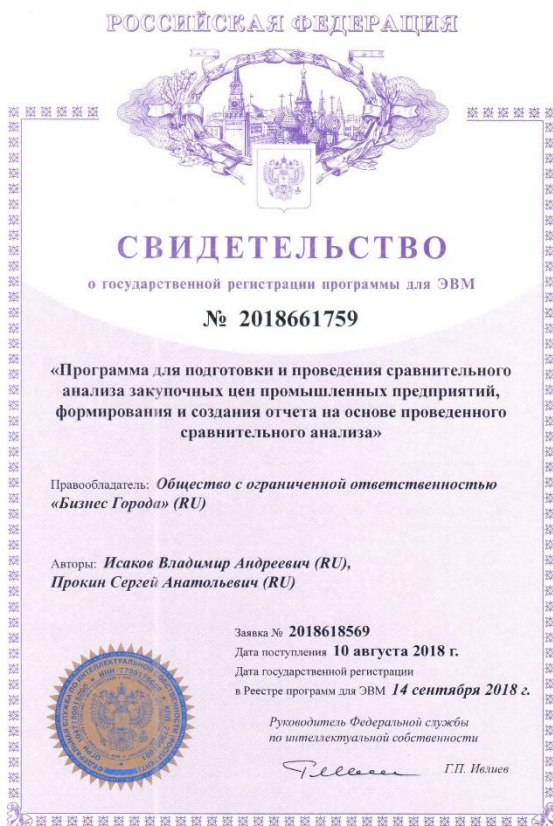 РОССИЙСКАЯ ФЕДЕРАЦИЯ
СВИДЕТЕЛЬСТВО
о государственной регистрации программы для ЭВМ
№ 2018661759
«Программа для подготовки и проведения сравнительного
анализа закупочных цен промышленных предприятий,
формирования и создания отчета на основе проведенного
сравнительного анализа»
Правообладатель: Общество с ограниченной ответственностью
«Бизнес Города» (RU)
Авторы: Исаков Владимир Андреевич (RU),
Прокин Сергей Анатольевич (RU)
Заявка № 2018618569
Дата поступления 10 августа 2018 г.
Дата государственной регистрации
в Реестре программ для ЭВМ 14 сентября 2018 г.
Руководитель Федеральной службы
по интеллектуальной собственности
Г.П. Ивлиев